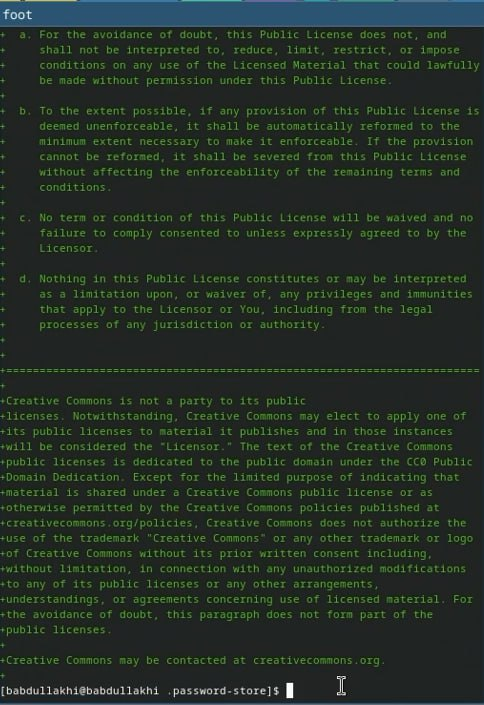 foot
+  a. For the avoidance of doubt, this Public License does not, and
+     shall not be interpreted to, reduce, limit, restrict, or impose
+     conditions on any use of the Licensed Material that could lawfully
+     be made without permission under this Public License.
+
+  b. To the extent possible, if any provision of this Public License is
+     deemed unenforceable, it shall be automatically reformed to the
+     minimum extent necessary to make it enforceable. If the provision
+     cannot be reformed, it shall be severed from this Public License
+     without affecting the enforceability of the remaining terms and
+     conditions.
+
+  c. No term or condition of this Public License will be waived and no
+     failure to comply consented to unless expressly agreed to by the
+     Licensor.
+
+  d. Nothing in this Public License constitutes or may be interpreted
+     as a limitation upon, or waiver of, any privileges and immunities
+     that apply to the Licensor or You, including from the legal
+     processes of any jurisdiction or authority.
+
+
+=======================================================================
+
+Creative Commons is not a party to its public
+licenses. Notwithstanding, Creative Commons may elect to apply one of
+its public licenses to material it publishes and in those instances
+will be considered the "Licensor." The text of the Creative Commons
+public licenses is dedicated to the public domain under the CC0 Public
+Domain Dedication. Except for the limited purpose of indicating that
+material is shared under a Creative Commons public license or as
+otherwise permitted by the Creative Commons policies published at
+creativecommons.org/policies, Creative Commons does not authorize the
+use of the trademark "Creative Commons" or any other trademark or logo
+of Creative Commons without its prior written consent including,
+without limitation, in connection with any unauthorized modifications
+to any of its public licenses or any other arrangements,
+understandings, or agreements concerning use of licensed material. For
+the avoidance of doubt, this paragraph does not form part of the
+public licenses.
+
+Creative Commons may be contacted at creativecommons.org.
+
[babdullakhi@babdullakhi .password-store]$